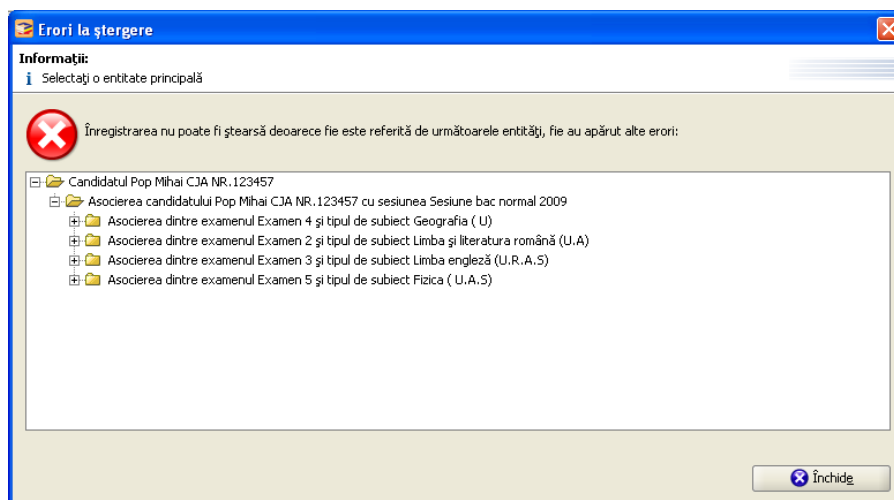 Erori la ştergere
Informaţii:
Selectaţi o entitate principală
Înregistrarea nu poate fi ştearsă deoarece fie este referită de următoarele entităţi, fie au apărut alte erori:
Candidatul Pop Mihai CJA NR.123457
Asocierea candidatului Pop Mihai CJA NR.123457 cu sesiunea Sesiune bac normal 2009
Asocierea dintre examenul Examen 4 şi tipul de subiect Geografia ( U)
Asocierea dintre examenul Examen 2 şi tipul de subiect Limba şi literatura română (U.A)
Asocierea dintre examenul Examen 3 şi tipul de subiect Limba engleză (U.R.A.S)
Asocierea dintre examenul Examen 5 şi tipul de subiect Fizica ( U.A.S)
Închide